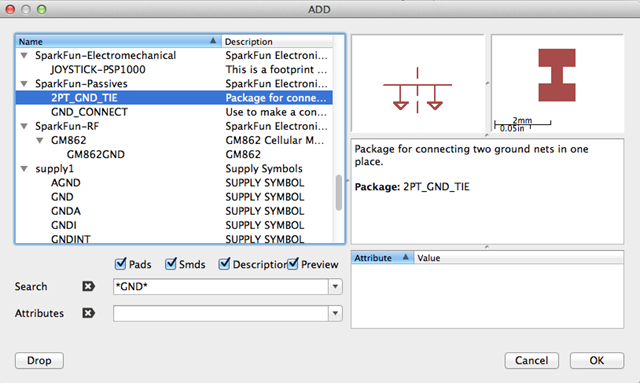 ADD
Name Description
SparkFun-Electromechanical SparkFun Electroni...
JOYSTICK-PSP1000 This is a footprint ...
SparkFun-Passives SparkFun Electroni...
2PT_GND_TIE Package for conne...
GND_CONNECT Use to make a con...
SparkFun-RF SparkFun Electroni...
GM862 GM862 Cellular M...
GM862GND GM862
supply1 Supply Symbols
AGND SUPPLY SYMBOL
GND SUPPLY SYMBOL
GNDA SUPPLY SYMBOL
GNDI SUPPLY SYMBOL
GNDINT SUPPLY SYMBOL
2mm
0.05in
Package for connecting two ground nets in one
place.
Package: 2PT_GND_TIE
Attribute Value
Pads Smds Description Preview
Search *GND*
Attributes
Drop Cancel OK